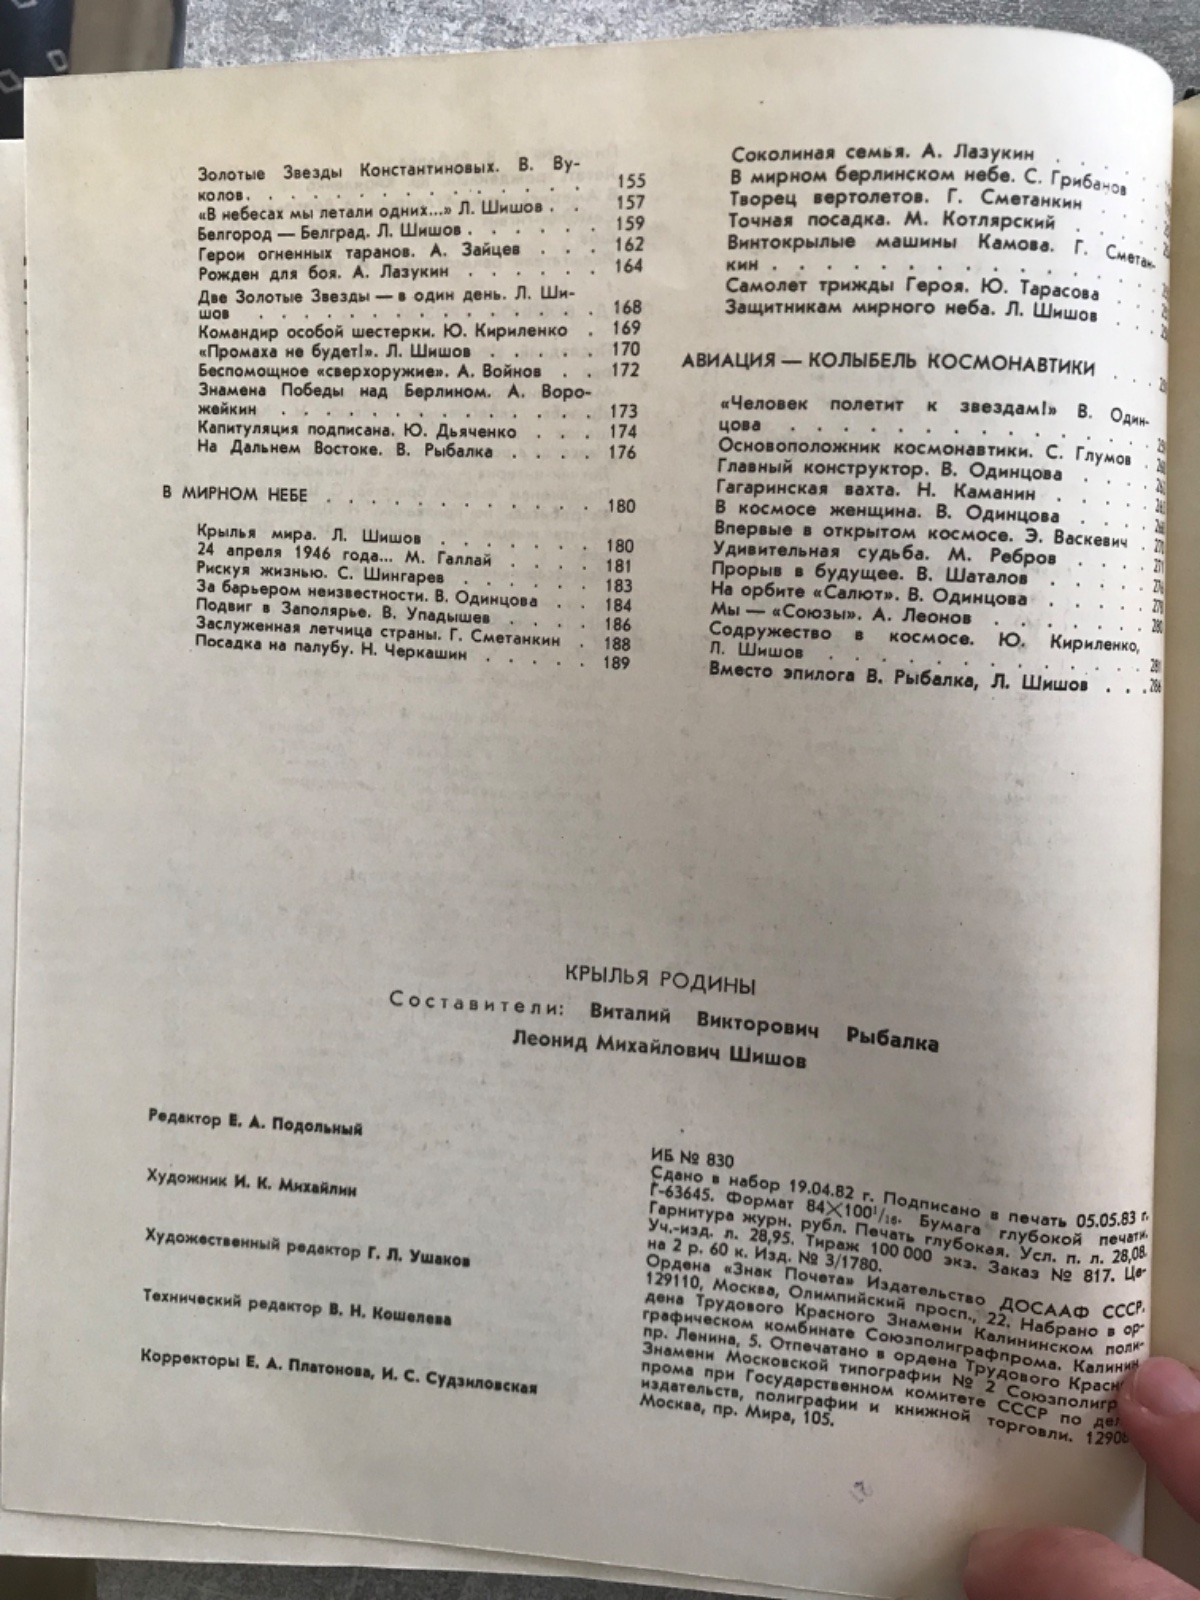 Золотые Звезды Константиновых. В. Ву-
колов. . . . . . . . . . . . . 155
«В небесах мы летали одних...» Л. Шишов . . 157
Белгород — Белград. Л. Шишов . . . . . . 159
Герои огненных таранов. А. Зайцев . . . 162
Рожден для боя. А. Лазукин . . . . . . 164
Две Золотые Звезды — в один день. Л. Ши-
шов . . . . . . . . . . . . . 168
Командир особой шестерки. Ю. Кириленко . 169
«Промаха не будет!». Л. Шишов . . . . . 170
Беспомощное «сверхоружие». А. Войнов . . 172
Знамена Победы над Берлином. А. Воро-
жейкин . . . . . . . . . . . . 173
Капитуляция подписана. Ю. Дьяченко . . . 174
На Дальнем Востоке. В. Рыбалка . . . . 176
В МИРНОМ НЕБЕ . . . . . . . . . . 180
Крылья мира. Л. Шишов . . . . . . . 180
24 апреля 1946 года... М. Галлай . . . . 181
Рискуя жизнью. С. Шингарев . . . . . . 183
За барьером неизвестности. В. Одинцова . . 184
Подвиг в Заполярье. В. Упадышев . . . . 186
Заслуженная летчица страны. Г. Сметанкин . 188
Посадка на палубу. Н. Черкашин . . . . . 189
Соколиная семья. А. Лазукин . . . .
В мирном берлинском небе. С. Грибанов . .
Творец вертолетов. Г. Сметанкин . . .
Точная посадка. М. Котлярский . . . .
Винтокрылые машины Камова. Г. Сметан-
кин . . . . . . . . . . . .
Самолет трижды Героя. Ю. Тарасова . . .
Защитникам мирного неба. Л. Шишов . . .
АВИАЦИЯ — КОЛЫБЕЛЬ КОСМОНАВТИКИ . . .
«Человек полетит к звездам!» В. Один-
цова . . . . . . . . . . . .
Основоположник космонавтики. С. Глумов .
Главный конструктор. В. Одинцова . . . .
Гагаринская вахта. Н. Каманин . . . .
В космосе женщина. В. Одинцова . . . .
Впервые в открытом космосе. Э. Васкевич .
Удивительная судьба. М. Ребров . . . .
Прорыв в будущее. В. Шаталов . . . . 276
На орбите «Салют». В. Одинцова . . . . 278
Мы — «Союзы». А. Леонов . . . . . . 280
Содружество в космосе. Ю. Кириленко,
Л. Шишов . . . . . . . . . . . 281
Вместо эпилога В. Рыбалка, Л. Шишов . . . 286
КРЫЛЬЯ РОДИНЫ
Составители: Виталий Викторович Рыбалка
Леонид Михайлович Шишов
Редактор Е. А. Подольный
Художник И. К. Михайлин
Художественный редактор Г. Л. Ушаков
Технический редактор В. Н. Кошелева
Корректоры Е. А. Платонова, И. С. Судзиловская
ИБ № 830
Сдано в набор 19.04.82 г. Подписано в печать 05.05.83 г.
Г-63645. Формат 84×100¹/₁₆. Бумага глубокой печати.
Гарнитура журн. рубл. Печать глубокая. Усл. п. л. 28,08.
Уч.-изд. л. 28,95. Тираж 100 000 экз. Заказ № 817. Це-
на 2 р. 60 к. Изд. № 3/1780.
Ордена «Знак Почета» Издательство ДОСААФ СССР.
129110, Москва, Олимпийский просп., 22. Набрано в ор-
дена Трудового Красного Знамени Калининском поли-
графическом комбинате Союзполиграфпрома. Калинин,
пр. Ленина, 5. Отпечатано в ордена Трудового
Знамени Московской типографии № 2
прома при Государственном комитете СССР по
издательств, полиграфии и книжной торговли.
Москва, пр. Мира, 105.